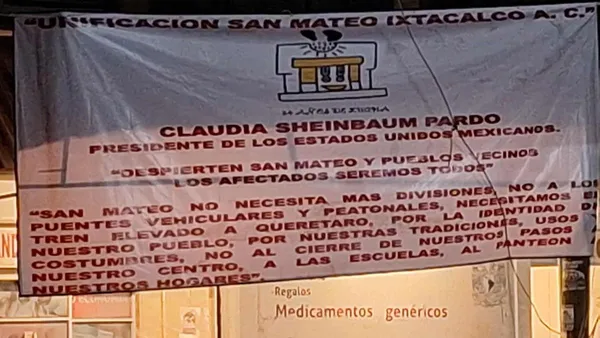 "UNIFICACION SAN MATEO IXTACALCO A. C."
CLAUDIA SHEINBAUM PARDO
PRESIDENTE DE LOS ESTADOS UNIDOS MEXICANOS.
"DESPIERTEN SAN MATEO Y PUEBLOS VECINOS
LOS AFECTADOS SEREMOS TODOS"
"SAN MATEO NO NECESITA MAS DIVISIONES, NO A LOS
PUENTES VEHICULARES Y PEATONALES, NECESITAMOS EL
TREN ELEVADO A QUERETARO, POR LA IDENTIDAD
NUESTRO PUEBLO, POR NUESTRAS TRADICIONES, USOS Y
COSTUMBRES, NO AL CIERRE DE NUESTROS PASOS A
NUESTRO CENTRO, A LAS ESCUELAS, AL PANTEON
NUESTROS HOGARES".
Regalos
Medicamentos genéricos